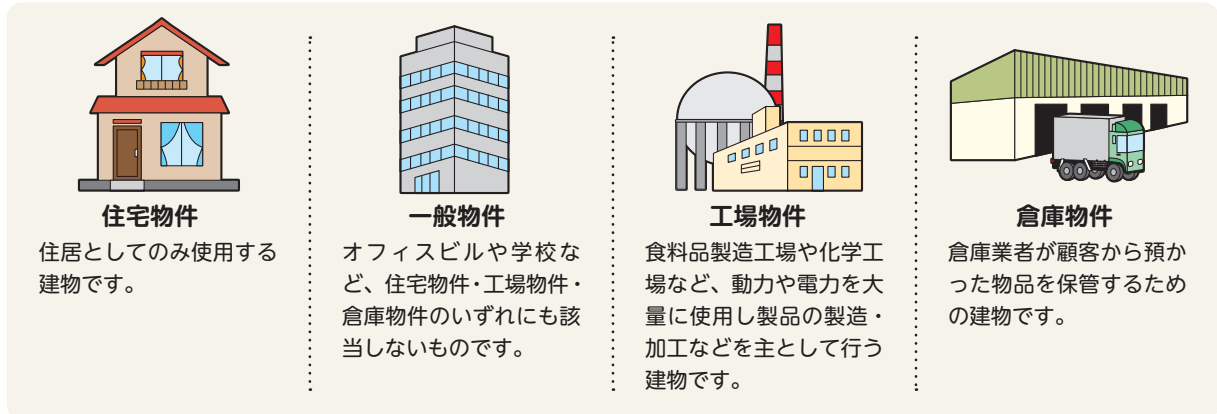 住宅物件
住居としてのみ使用する
建物です。
一般物件
オフィスビルや学校な
ど、住宅物件・工場物件・
倉庫物件のいずれにも該
当しないものです。
工場物件
食料品製造工場や化学工
場など、動力や電力を大
量に使用し製品の製造・
加工などを主として行う
建物です。
倉庫物件
倉庫業者が顧客から預か
った物品を保管するため
の建物です。